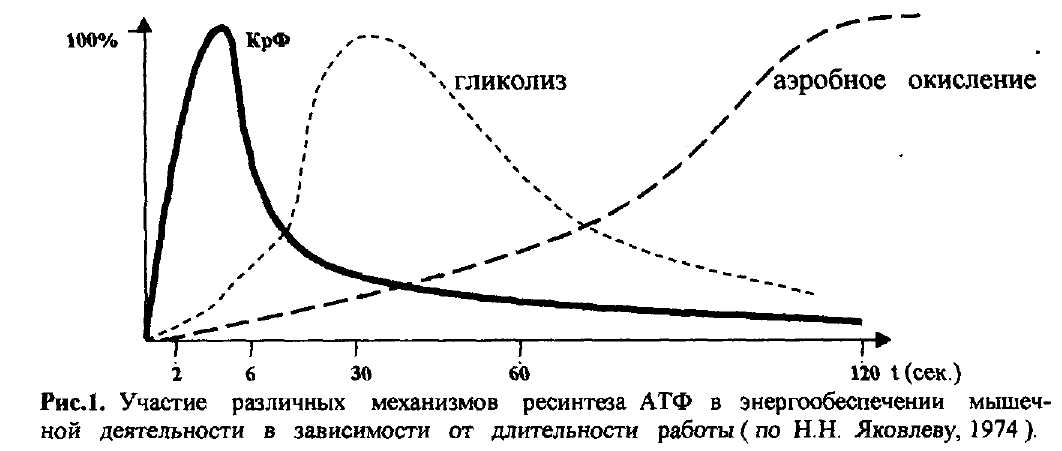 100%
КрФ
гликолиз
аэробное окисление
2 6 30 60 120 t (сек.)
Рис.1. Участие различных механизмов ресинтеза АТФ в энергообеспечении мышеч-
ной деятельности в зависимости от длительности работы ( по Н.Н. Яковлеву, 1974 ).